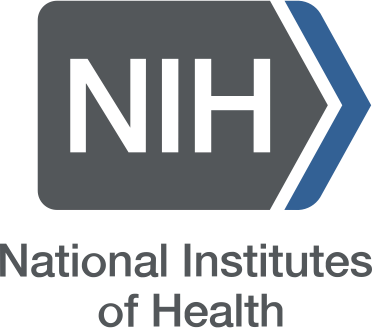 NIH
National Institutes
of Health